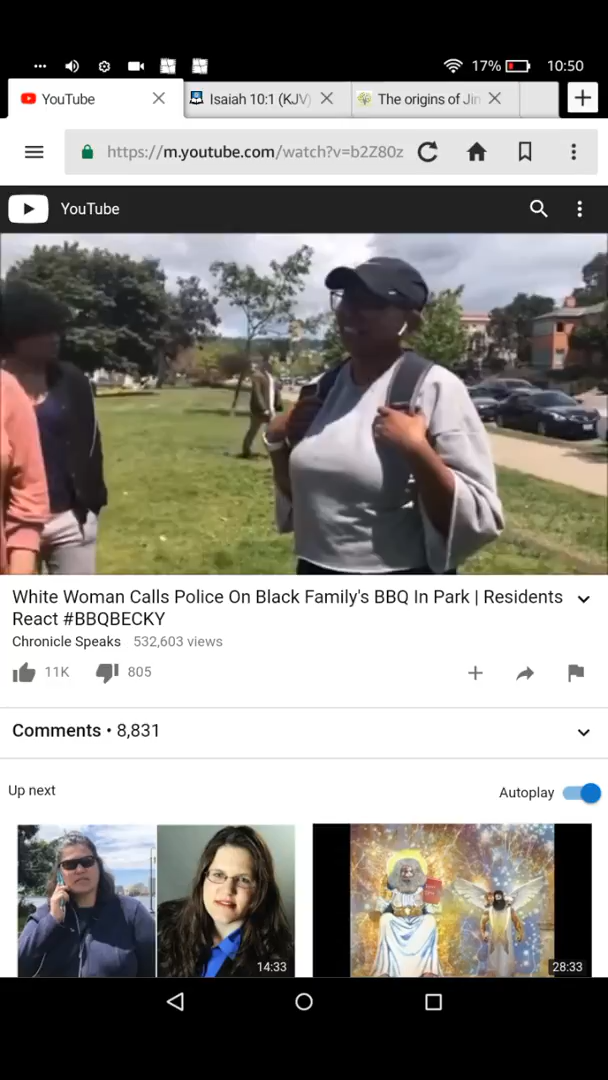 17% 10:50
YouTube Isaiah 10:1 (KJV) The origins of Jin
https://m.youtube.com/watch?v=b2Z80z
YouTube
White Woman Calls Police On Black Family's BBQ In Park | Residents
React #BBQBECKY
Chronicle Speaks 532,603 views
11K 805
Comments • 8,831
Up next Autoplay
14:33 28:33